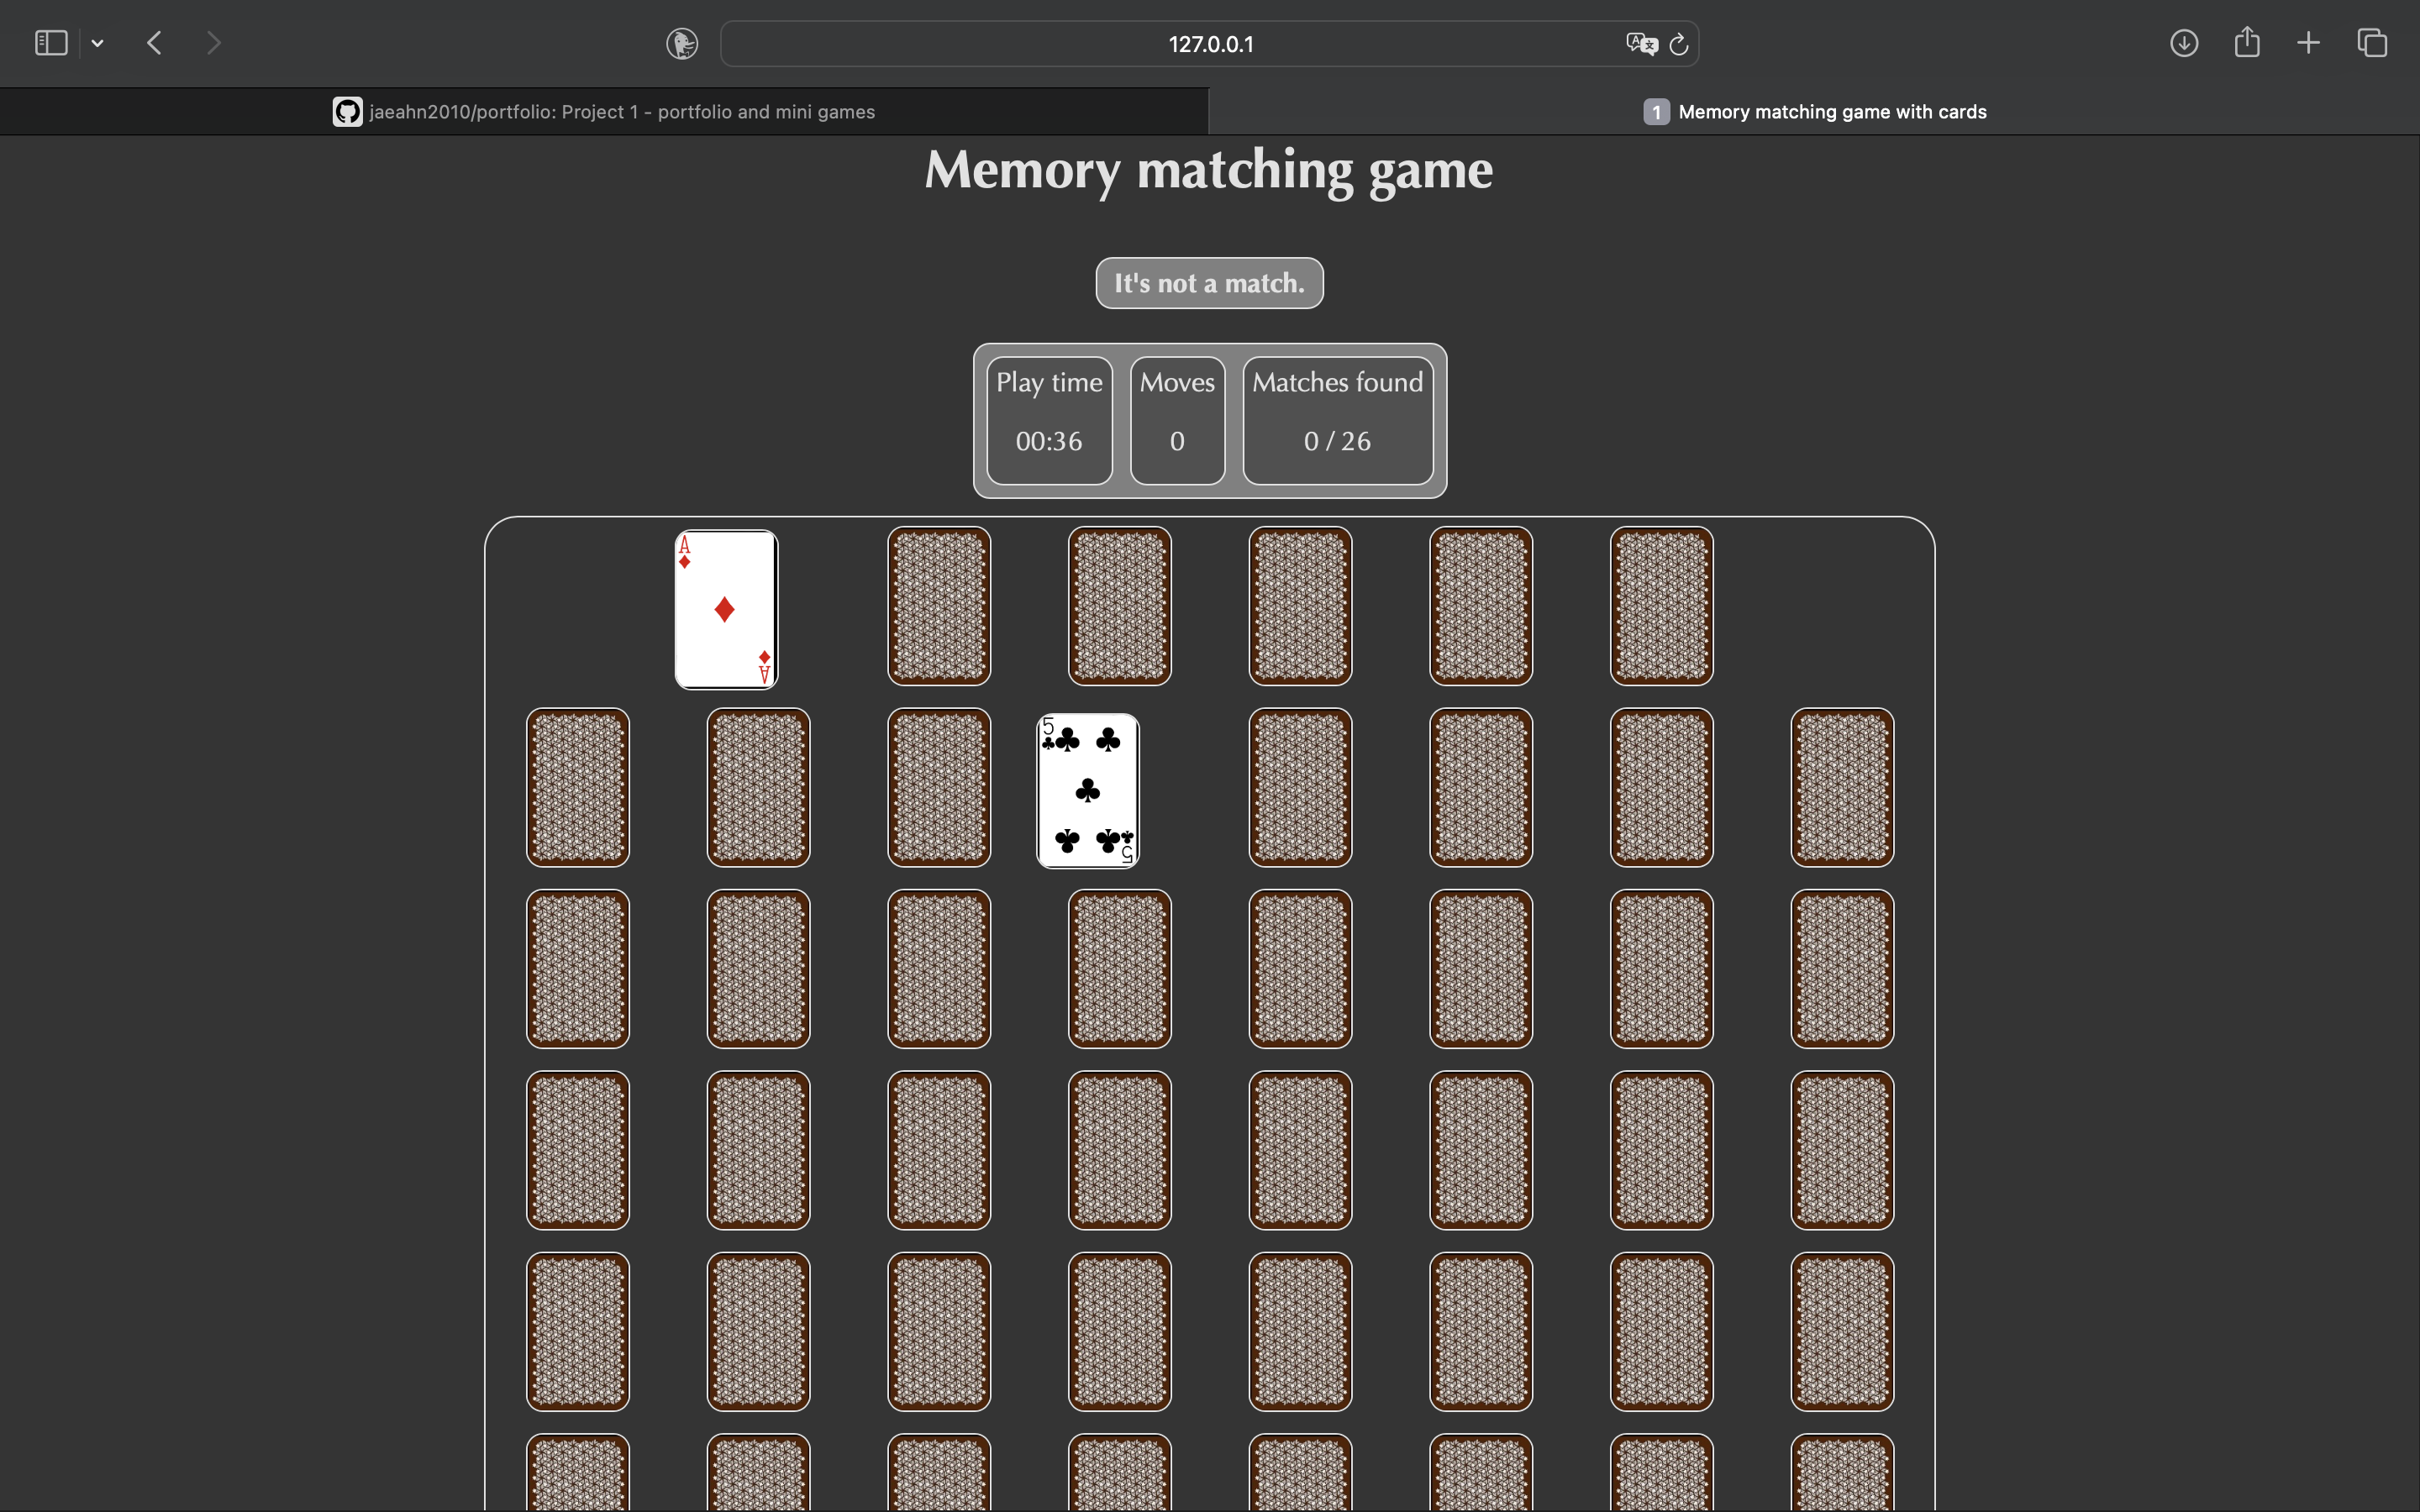 127.0.0.1
jaeahn2010/portfolio: Project 1 - portfolio and mini games
1 Memory matching game with cards
Memory matching game
It's not a match.
Play time Moves Matches found
00:36 0 0 / 26
A
A
5
5